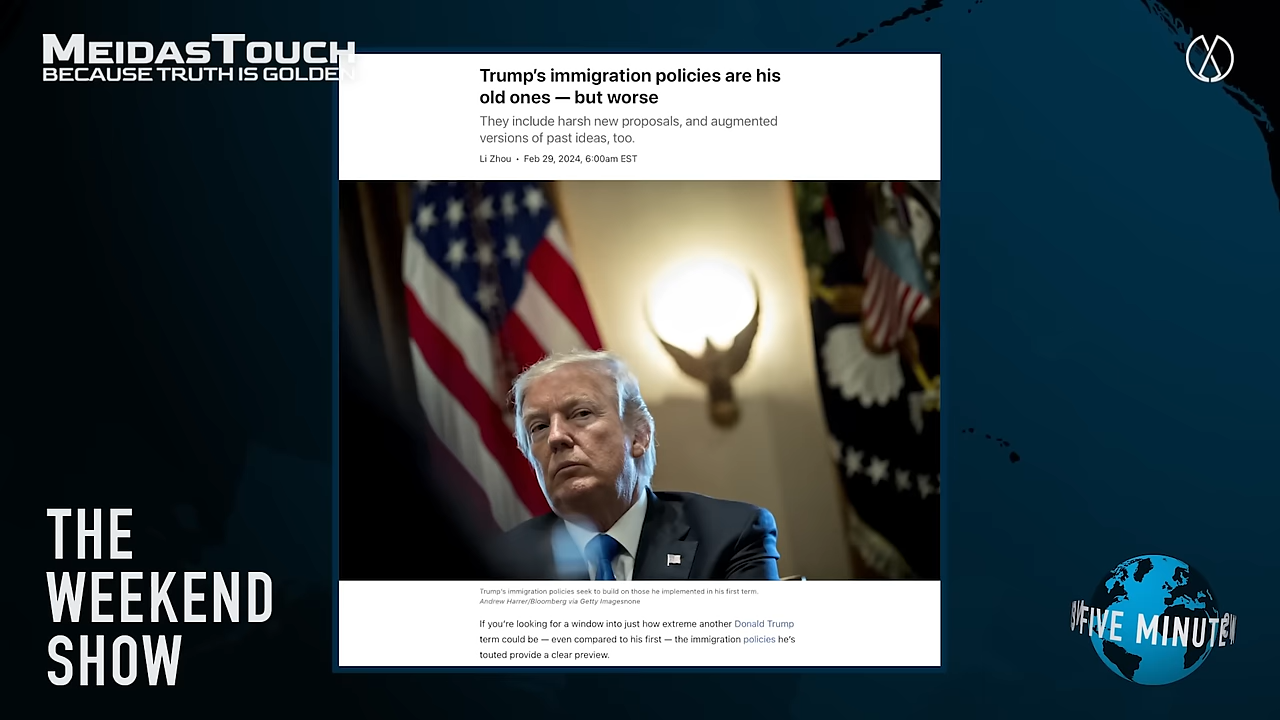 MEIDASTOUCH
BECAUSE TRUTH IS GOLDEN
Trump's immigration policies are his
old ones — but worse
They include harsh new proposals, and augmented
versions of past ideas, too.
Li Zhou • Feb 29, 2024, 6:00am EST
Trump's immigration policies seek to build on those he implemented in his first term.
Andrew Harrer/Bloomberg via Getty Imagesnone
If you're looking for a window into just how extreme another Donald Trump
term could be — even compared to his first — the immigration policies he's
touted provide a clear preview.
THE
WEEKEND
SHOW
FIVE MINUTE